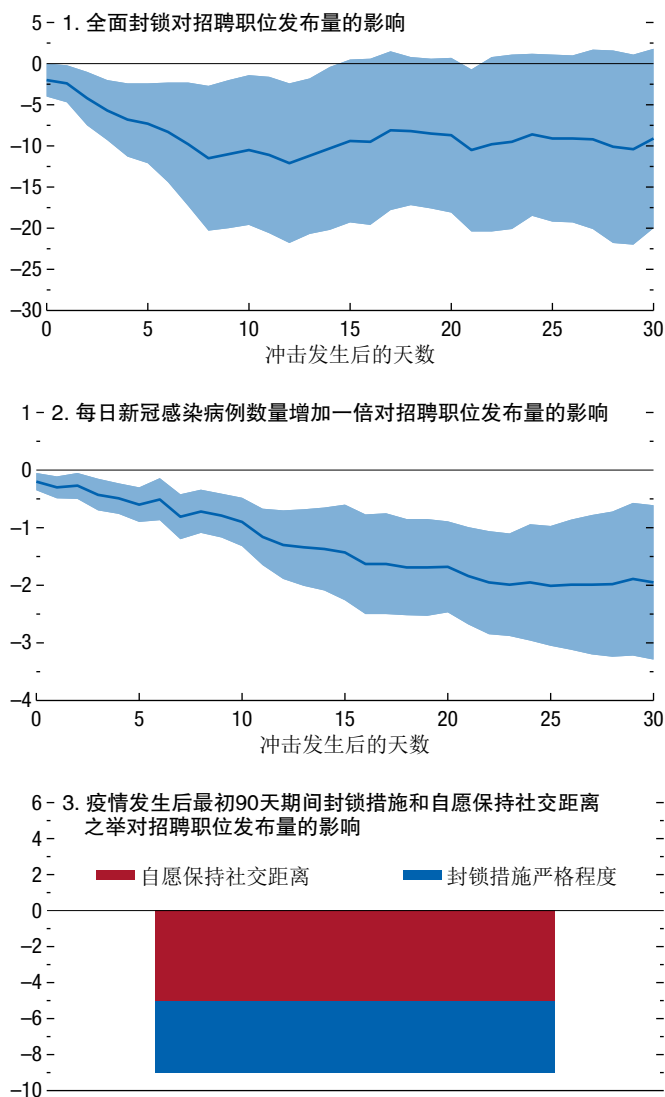 1. 全面封锁对招聘职位发布量的影响
5
0
–5
–10
–15
–20
–25
–30
0 5 10 15 20 25 30
冲击发生后的天数
2. 每日新冠感染病例数量增加一倍对招聘职位发布量的影响
1
0
–1
–2
–3
–4
0 5 10 15 20 25 30
冲击发生后的天数
3. 疫情发生后最初90天期间封锁措施和自愿保持社交距离
之举对招聘职位发布量的影响
自愿保持社交距离 封锁措施严格程度
6
4
2
0
–2
–4
–6
–8
–10